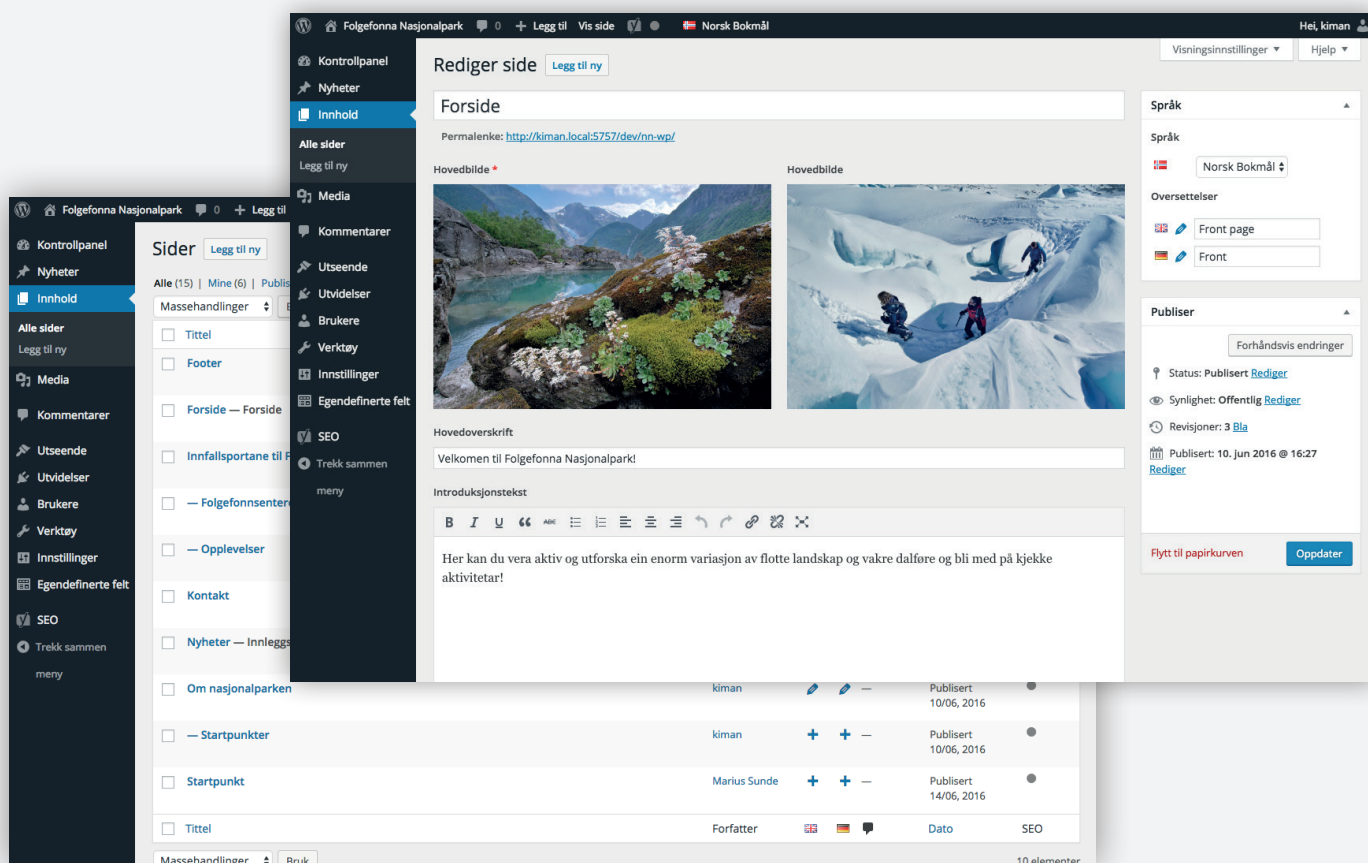 Folgefonna Nasjonalpark 0 + Legg til Vis side Norsk Bokmål Hei, kiman
Visningsinnstillinger Hjelp
Kontrollpanel
Nyheter
Innhold
Alle sider
Legg til ny
Media
Kommentarer
Utseende
Utvidelser
Brukere
Verktøy
Innstillinger
Egendefinerte felt
SEO
Trekk sammen
meny
Rediger side Legg til ny
Forside
Permalenke: http://kiman.local:5757/dev/nn-wp/
Hovedbilde * Hovedbilde
Hovedoverskrift
Velkomen til Folgefonna Nasjonalpark!
Introduksjonstekst
B I U ABC
Her kan du vera aktiv og utforska ein enorm variasjon av flotte landskap og vakre dalføre og bli med på kjekke
aktivitetar!
Språk
Språk
Norsk Bokmål
Oversettelser
Front page
Front
Publiser
Forhåndsvis endringer
Status: Publisert Rediger
Synlighet: Offentlig Rediger
Revisjoner: 3 Bla
Publisert: 10. jun 2016 @ 16:27
Rediger
Flytt til papirkurven Oppdater
Folgefonna Nasjonalpark 0 + Legg til
Kontrollpanel
Nyheter
Innhold
Alle sider
Legg til ny
Media
Kommentarer
Utseende
Utvidelser
Brukere
Verktøy
Innstillinger
Egendefinerte felt
SEO
Trekk sammen
meny
Sider Legg til ny
Alle (15) | Mine (6) | Publis
Massehandlinger
Tittel
Footer
Forside — Forside
Innfallsportane til F
— Folgefonnsenter
— Opplevelser
Kontakt
Nyheter — Innleggs
Om nasjonalparken kiman — Publisert
10/06, 2016
— Startpunkter kiman + + — Publisert
10/06, 2016
Startpunkt Marius Sunde + + — Publisert
14/06, 2016
Tittel Forfatter Dato SEO
Massehandlinger Bruk 10 elementer